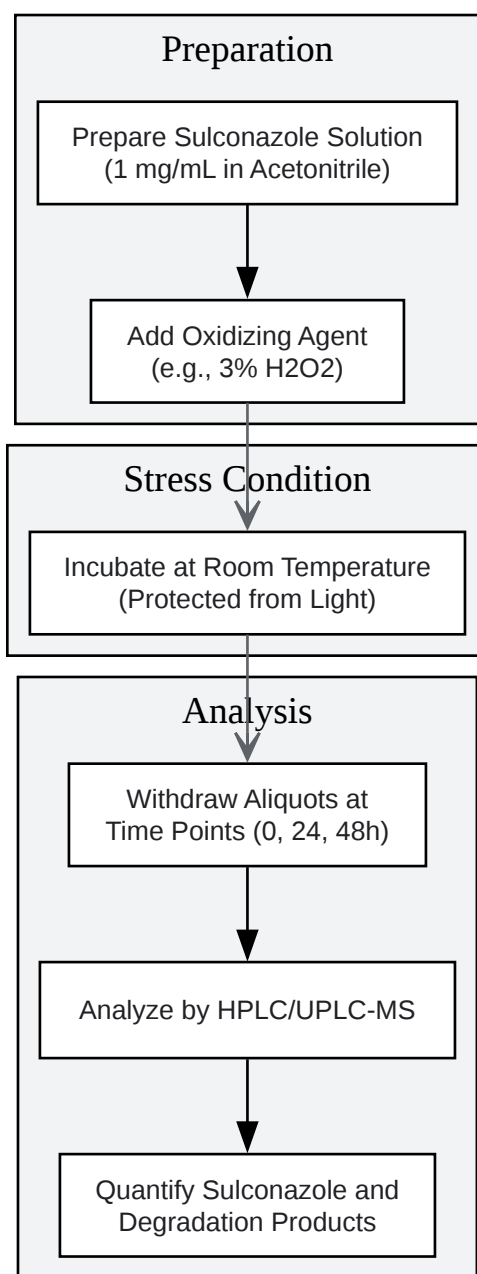 Preparation
Prepare Sulconazole Solution
(1 mg/mL in Acetonitrile)
Add Oxidizing Agent
(e.g., 3% H2O2)
Stress Condition
Incubate at Room Temperature
(Protected from Light)
Analysis
Withdraw Aliquots at
Time Points (0, 24, 48h)
Analyze by HPLC/UPLC-MS
Quantify Sulconazole and
Degradation Products